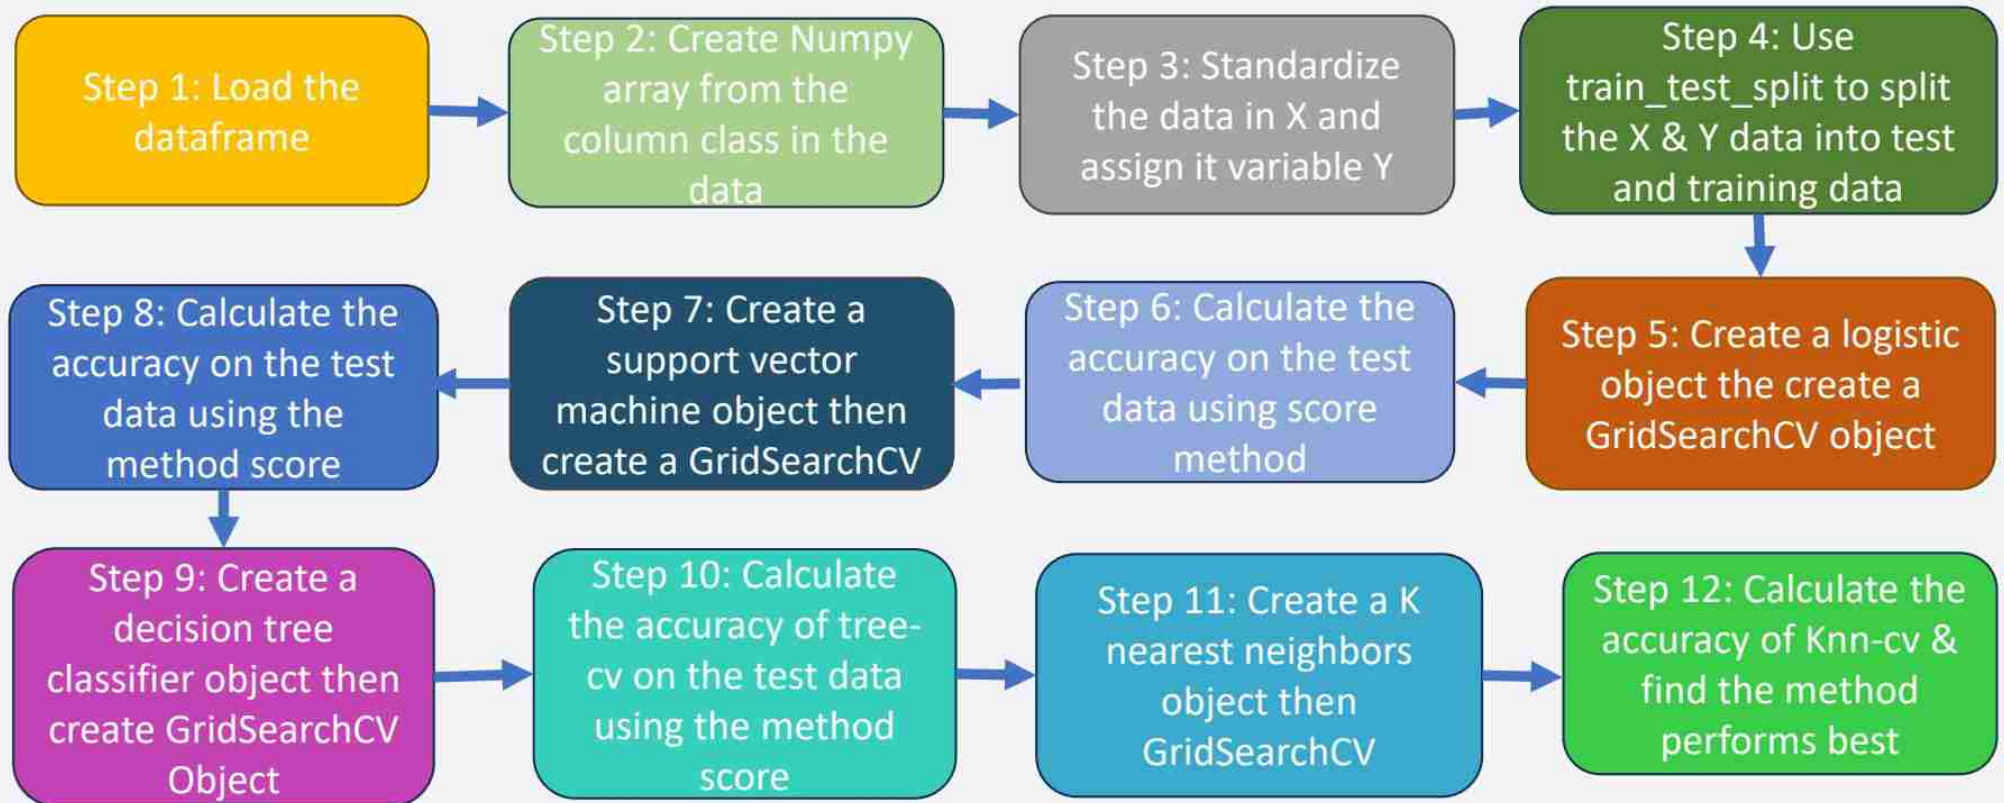 Step 1: Load the
dataframe
Step 2: Create Numpy
array from the
column class in the
data
Step 3: Standardize
the data in X and
assign it variable Y
Step 4: Use
train_test_split to split
the X & Y data into test
and training data
Step 5: Create a logistic
object the create a
GridSearchCV object
Step 6: Calculate the
accuracy on the test
data using score
method
Step 7: Create a
support vector
machine object then
create a GridSearchCV
Step 8: Calculate the
accuracy on the test
data using the
method score
Step 9: Create a
decision tree
classifier object then
create GridSearchCV
Object
Step 10: Calculate
the accuracy of tree-
cv on the test data
using the method
score
Step 11: Create a K
nearest neighbors
object then
GridSearchCV
Step 12: Calculate the
accuracy of Knn-cv &
find the method
performs best